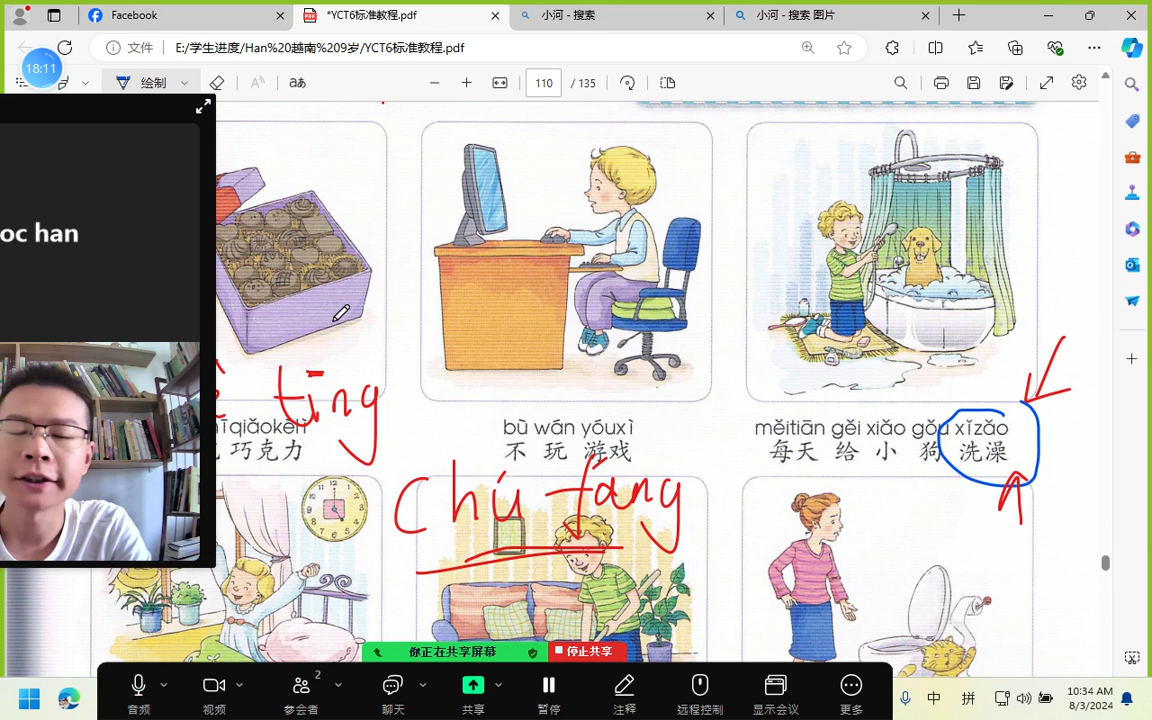 Facebook
*YCT6标准教程.pdf
小河 - 搜索
小河 - 搜索 图片
文件
E:/学生进度/Han%20越南%209岁/YCT6标准教程.pdf
18:11
绘制
aあ
110 / 135
oc han
tīng
qiǎokelì
巧克力
bù wán yóuxì
不 玩 游戏
měitiān gěi xiǎo gǒu xǐzǎo
每天 给 小 狗 洗澡
chú fáng
你正在共享屏幕
停止共享
音频
视频
2
参会者
聊天
共享
暂停
注释
远程控制
显示会议
更多
中
拼
10:34 AM
8/3/2024